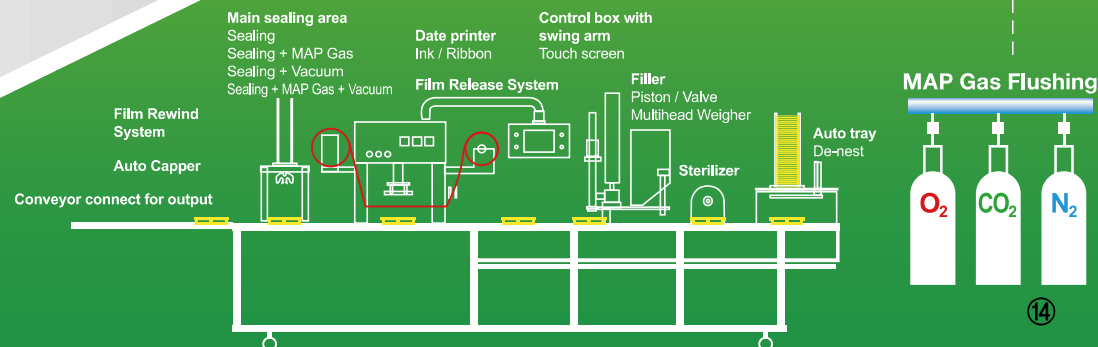 Main sealing area
Sealing
Sealing + MAP Gas
Sealing + Vacuum
Sealing + MAP Gas + Vacuum
Date printer
Ink / Ribbon
Control box with
swing arm
Touch screen
Film Release System
Filler
Piston / Valve
Multihead Weigher
Film Rewind
System
Auto Capper
Conveyor connect for output
Sterilizer
Auto tray
De-nest
MAP Gas Flushing
O₂
CO₂
N₂
⑭